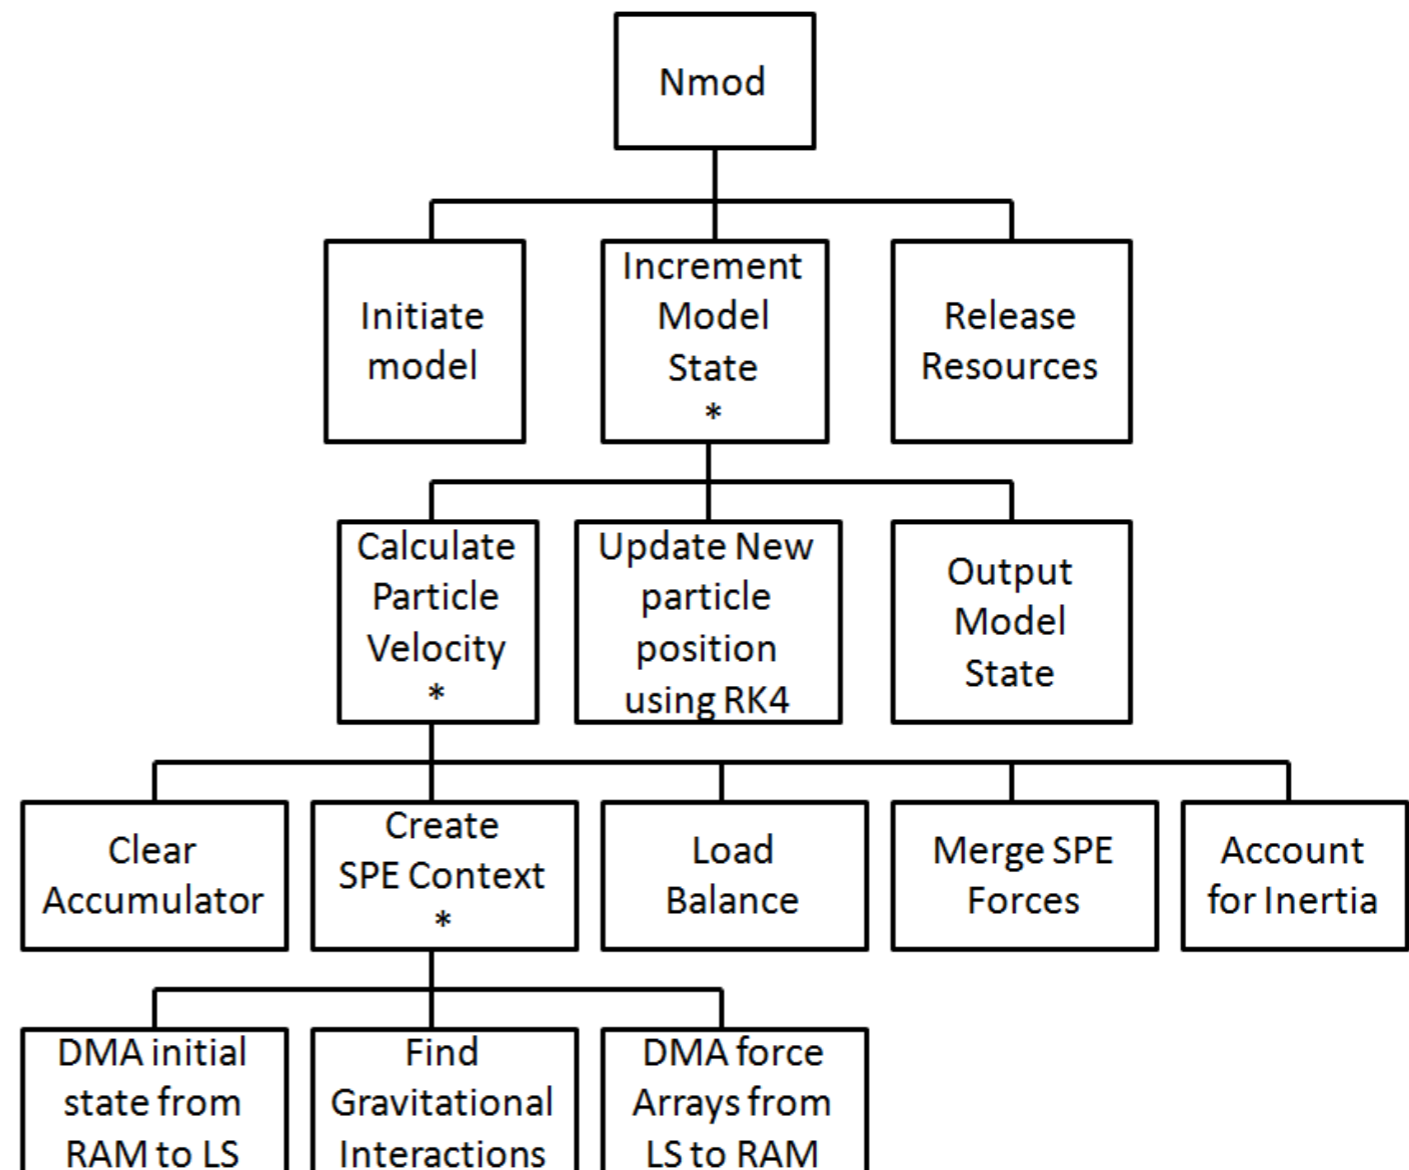 Nmod
Initiate
model
Increment
Model
State
*
Release
Resources
Calculate
Particle
Velocity
*
Update New
particle
position
using RK4
Output
Model
State
Clear
Accumulator
Create
SPE Context
*
Load
Balance
Merge SPE
Forces
Account
for Inertia
DMA initial
state from
RAM to LS
Find
Gravitational
Interactions
DMA force
Arrays from
LS to RAM